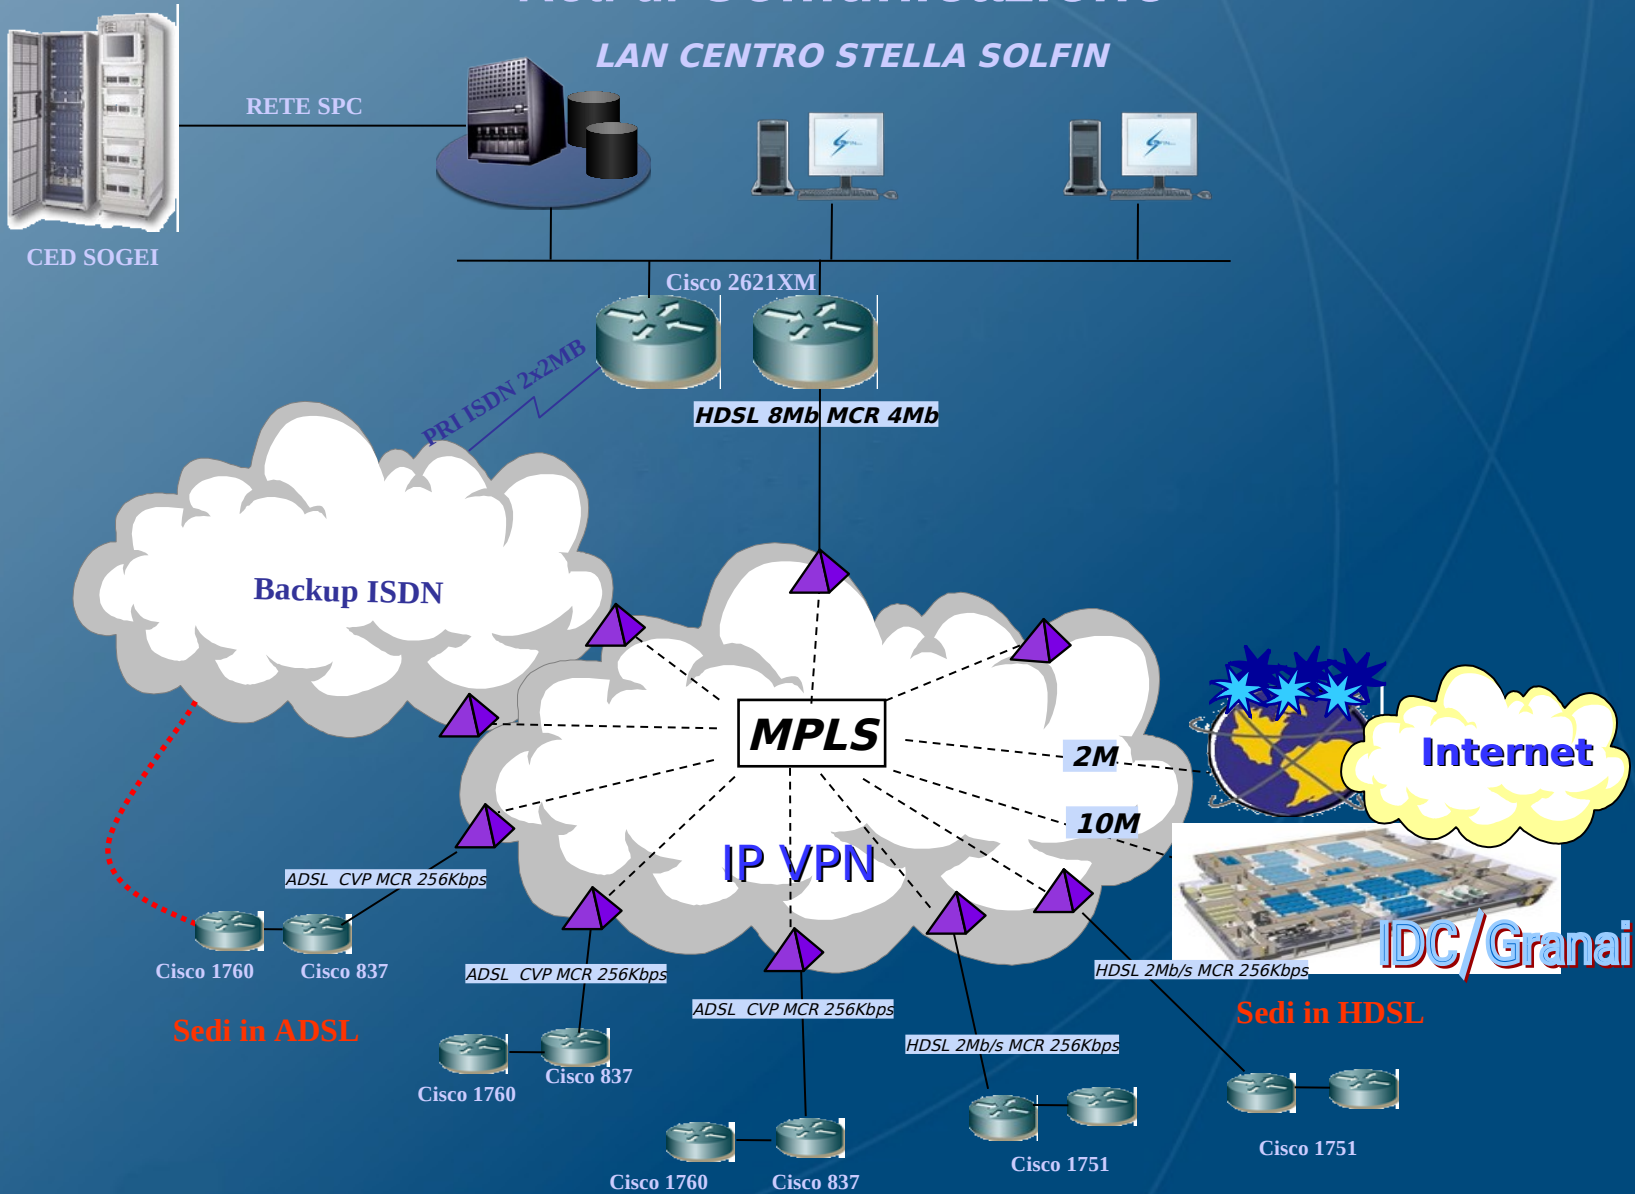 LAN CENTRO STELLA SOLFIN
RETE SPC
CED SOGEI
Cisco 2621XM
PRI ISDN 2x2MB
HDSL 8Mb MCR 4Mb
Backup ISDN
MPLS
2M
Internet
10M
IP VPN
ADSL CVP MCR 256Kbps
IDC/Granai
Cisco 1760
Cisco 837
ADSL CVP MCR 256Kbps
HDSL 2Mb/s MCR 256Kbps
ADSL CVP MCR 256Kbps
Sedi in HDSL
Sedi in ADSL
HDSL 2Mb/s MCR 256Kbps
Cisco 837
Cisco 1760
Cisco 1751
Cisco 1751
Cisco 1760
Cisco 837